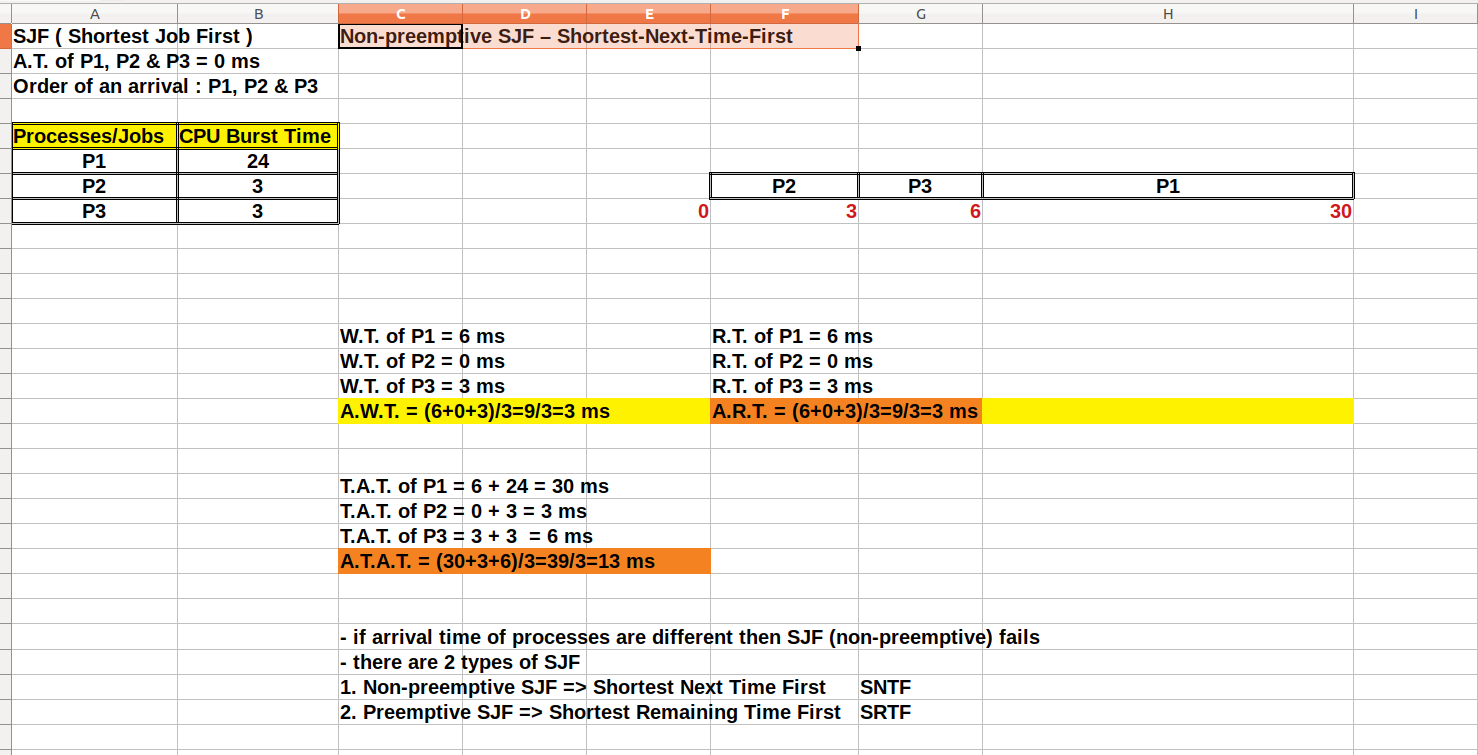 A B C D E F G H I
SJF ( Shortest Job First ) Non-preemptive SJF – Shortest-Next-Time-First
A.T. of P1, P2 & P3 = 0 ms
Order of an arrival : P1, P2 & P3
Processes/Jobs CPU Burst Time
P1 24
P2 3 P2 P3 P1
P3 3 0 3 6 30
W.T. of P1 = 6 ms R.T. of P1 = 6 ms
W.T. of P2 = 0 ms R.T. of P2 = 0 ms
W.T. of P3 = 3 ms R.T. of P3 = 3 ms
A.W.T. = (6+0+3)/3=9/3=3 ms A.R.T. = (6+0+3)/3=9/3=3 ms
T.A.T. of P1 = 6 + 24 = 30 ms
T.A.T. of P2 = 0 + 3 = 3 ms
T.A.T. of P3 = 3 + 3  = 6 ms
A.T.A.T. = (30+3+6)/3=39/3=13 ms
- if arrival time of processes are different then SJF (non-preemptive) fails
- there are 2 types of SJF
1. Non-preemptive SJF => Shortest Next Time First SNTF
2. Preemptive SJF => Shortest Remaining Time First SRTF